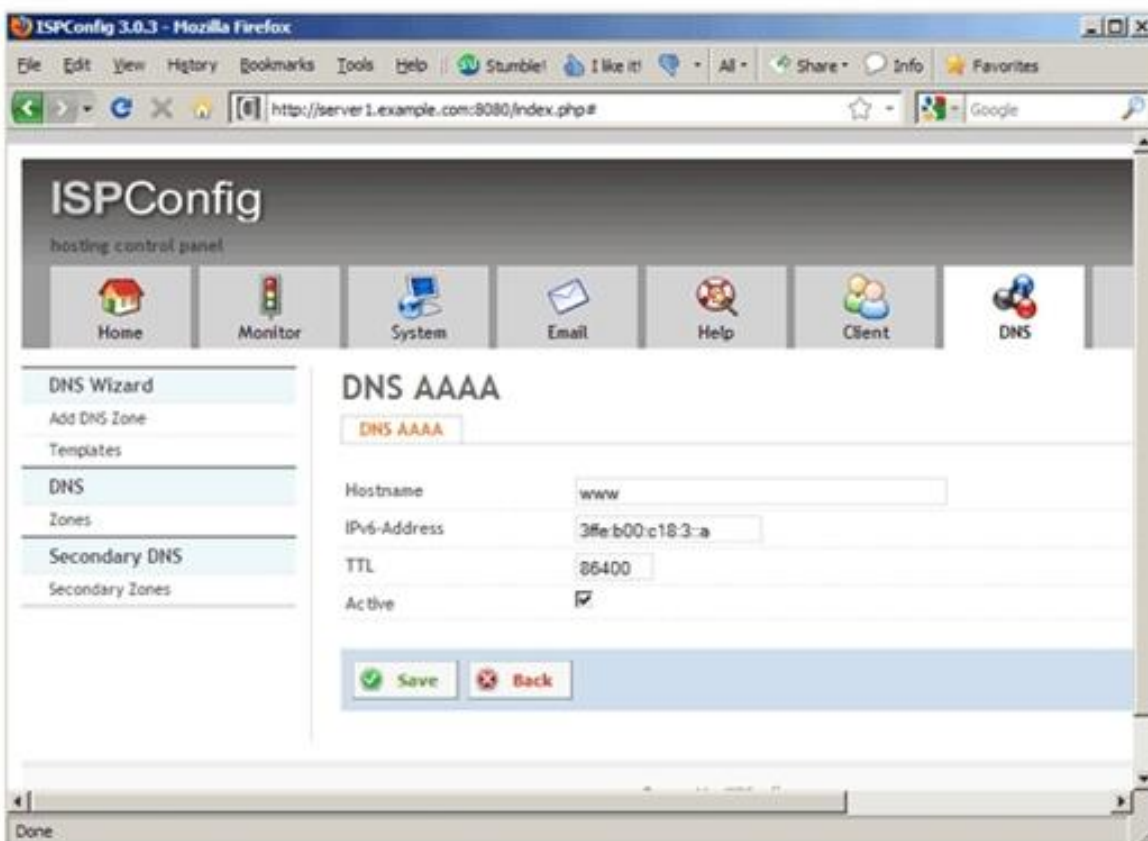 ISPConfig 3.0.3 - Mozilla Firefox
File Edit View History Bookmarks Tools Help Stumble! I like it! All Share Info Favorites
http://server1.example.com:8080/index.php# Google
ISPConfig
hosting control panel
Home Monitor System Email Help Client DNS
DNS Wizard
Add DNS Zone
Templates
DNS
Zones
Secondary DNS
Secondary Zones
DNS AAAA
DNS AAAA
Hostname www
IPv6-Address 3ffe:b00:c18:3::a
TTL 86400
Active
Save Back
Done